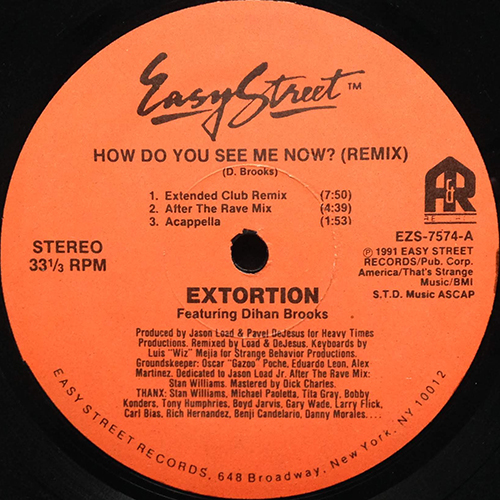 Easy Street ™
HOW DO YOU SEE ME NOW? (REMIX)
(D. Brooks)
1. Extended Club Remix (7:50)
2. After The Rave Mix (4:39)
3. Acappella (1:53)
A&R
STEREO
33 1/3 RPM
EZS-7574-A
℗ 1991 EASY STREET
RECORDS/Pub. Corp.
America/That's Strange
Music/BMI
S.T.D. Music ASCAP
EXTORTION
Featuring Dihan Brooks
Produced by Jason Load & Pavel DeJesus for Heavy Times
Productions. Remixed by Load & DeJesus. Keyboards by
Luis "Wiz" Mejia for Strange Behavior Productions.
Groundskeeper: Oscar "Gazoo" Poche, Eduardo Leon, Alex
Martinez. Dedicated to Jason Load Jr. After The Rave Mix:
Stan Williams. Mastered by Dick Charles.
THANX: Stan Williams, Michael Paoletta, Tita Gray, Bobby
Konders, Tony Humphries, Boyd Jarvis, Gary Wade, Larry Flick,
Carl Bias, Rich Hernandez, Benji Candelario, Danny Morales....
EASY STREET RECORDS, 648 Broadway, New York, NY 10012